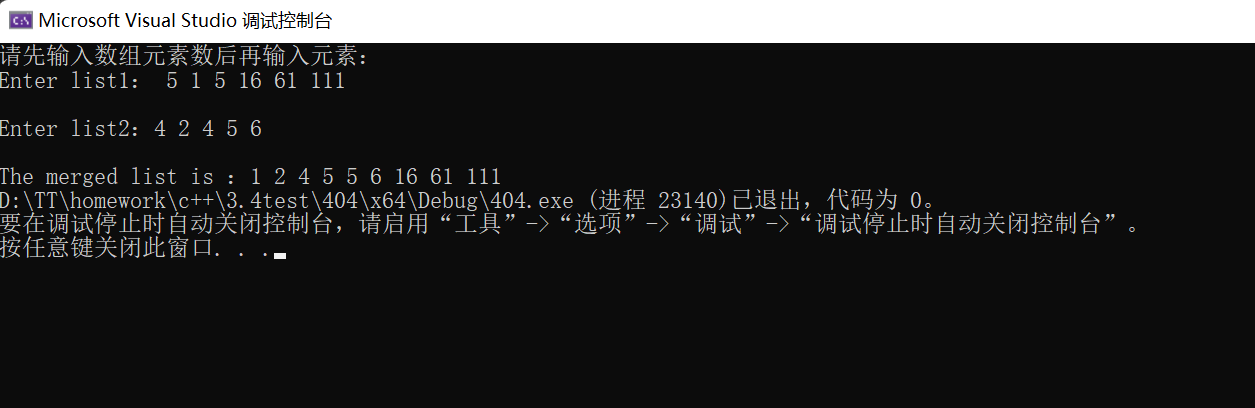 Microsoft Visual Studio 调试控制台
请先输入数组元素数后再输入元素：
Enter list1： 5 1 5 16 61 111
Enter list2：4 2 4 5 6
The merged list is ：1 2 4 5 5 6 16 61 111
D:\TT\homework\c++\3.4test\404\x64\Debug\404.exe (进程 23140)已退出，代码为 0。
要在调试停止时自动关闭控制台，请启用“工具”->“选项”->“调试”->“调试停止时自动关闭控制台”。
按任意键关闭此窗口. . .